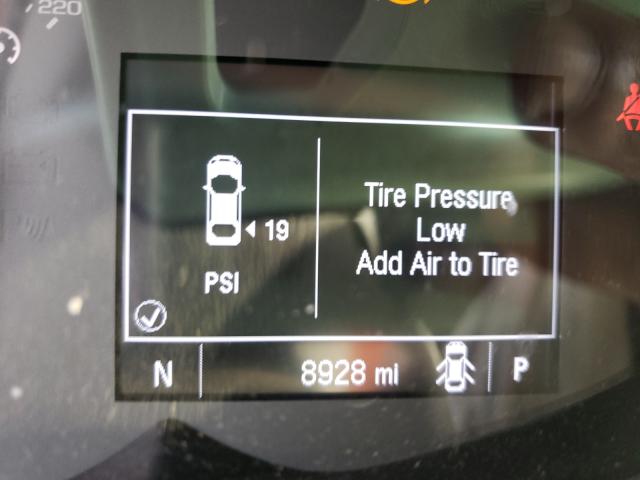 220
19
PSI
Tire Pressure
Low
Add Air to Tire
N 8928 mi P